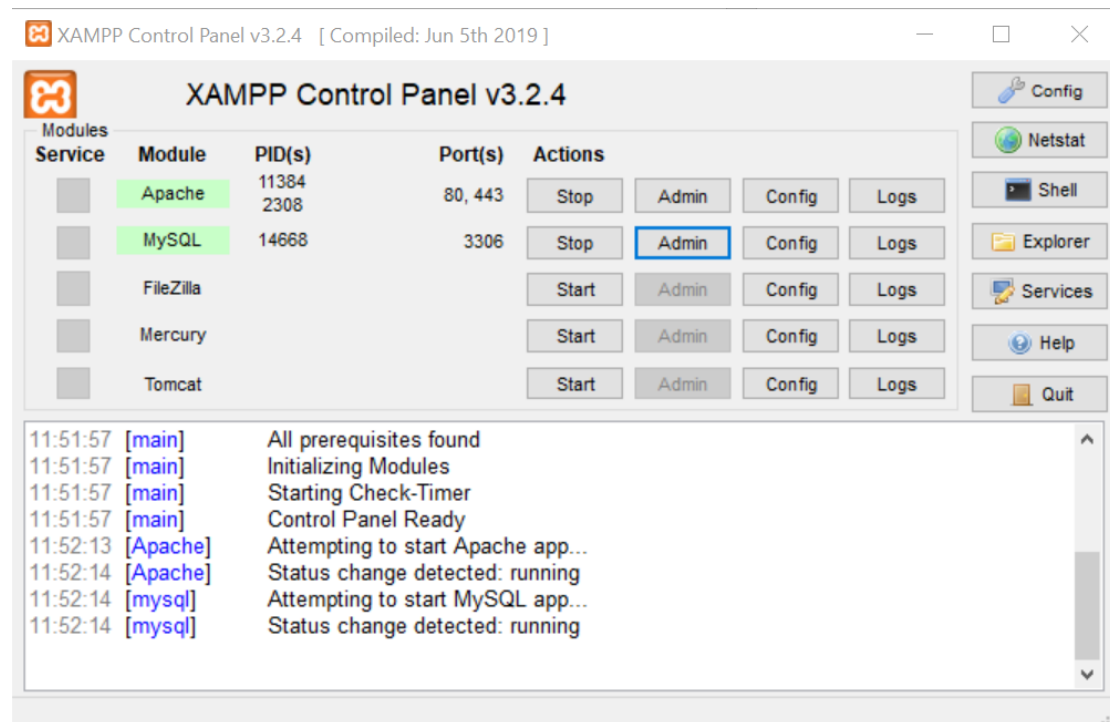 XAMPP Control Panel v3.2.4 [ Compiled: Jun 5th 2019 ]
XAMPP Control Panel v3.2.4
Config
Modules
Service Module PID(s) Port(s) Actions
Netstat
Apache 11384 2308 80, 443 Stop Admin Config Logs
Shell
MySQL 14668 3306 Stop Admin Config Logs
Explorer
FileZilla Start Admin Config Logs
Services
Mercury Start Admin Config Logs
Help
Tomcat Start Admin Config Logs
Quit
11:51:57 [main] All prerequisites found
11:51:57 [main] Initializing Modules
11:51:57 [main] Starting Check-Timer
11:51:57 [main] Control Panel Ready
11:52:13 [Apache] Attempting to start Apache app...
11:52:14 [Apache] Status change detected: running
11:52:14 [mysql] Attempting to start MySQL app...
11:52:14 [mysql] Status change detected: running